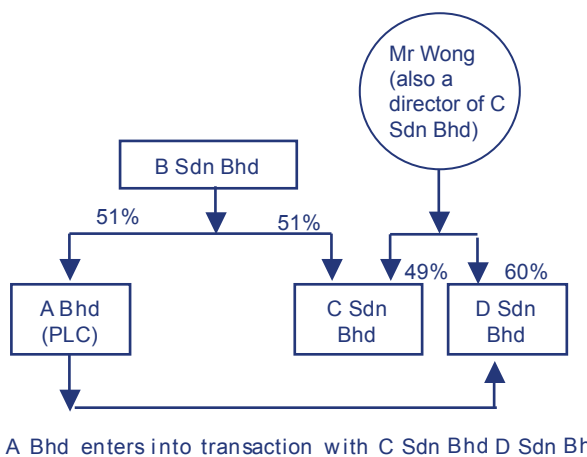 Mr Wong
(also a
director of C
Sdn Bhd)
B Sdn Bhd
51%
51%
49%
60%
A Bhd
(PLC)
C Sdn
Bhd
D Sdn
Bhd
A Bhd enters into transaction with C Sdn Bhd D Sdn